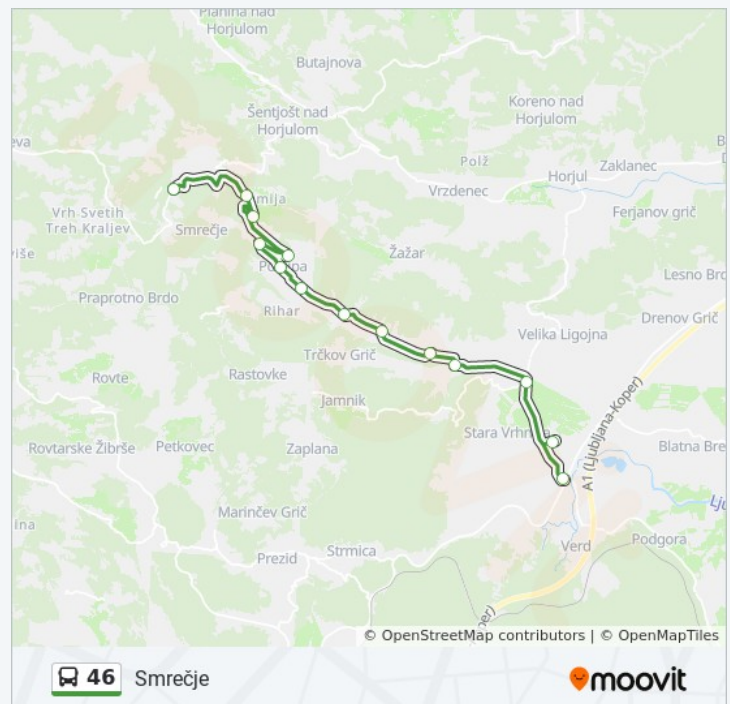 Planina nad
Horjulom
Butajnova
Koreno nad
Horjulom
Šentjošt nad
Horjulom
Polž
Zaklanec
Horjul
Vrzdenec
Vrh Svetih
Treh Kraljev
Smrečje
Ferjanov grič
Žažar
Lesno Brd
Praprotno Brdo
Rihar
Drenov Grič
Velika Ligojna
Trčkov Grič
Rovte
Rastovke
Jamnik
A1 (Ljubljana-Koper)
Stara Vrhnika
Rovtarske Žibrše
Petkovec
Zaplana
Blatna Bre
Marinčev Grič
Prezid
Strmica
Verd
Podgora
© OpenStreetMap contributors | © OpenMapTiles
46 Smrečje
moovit